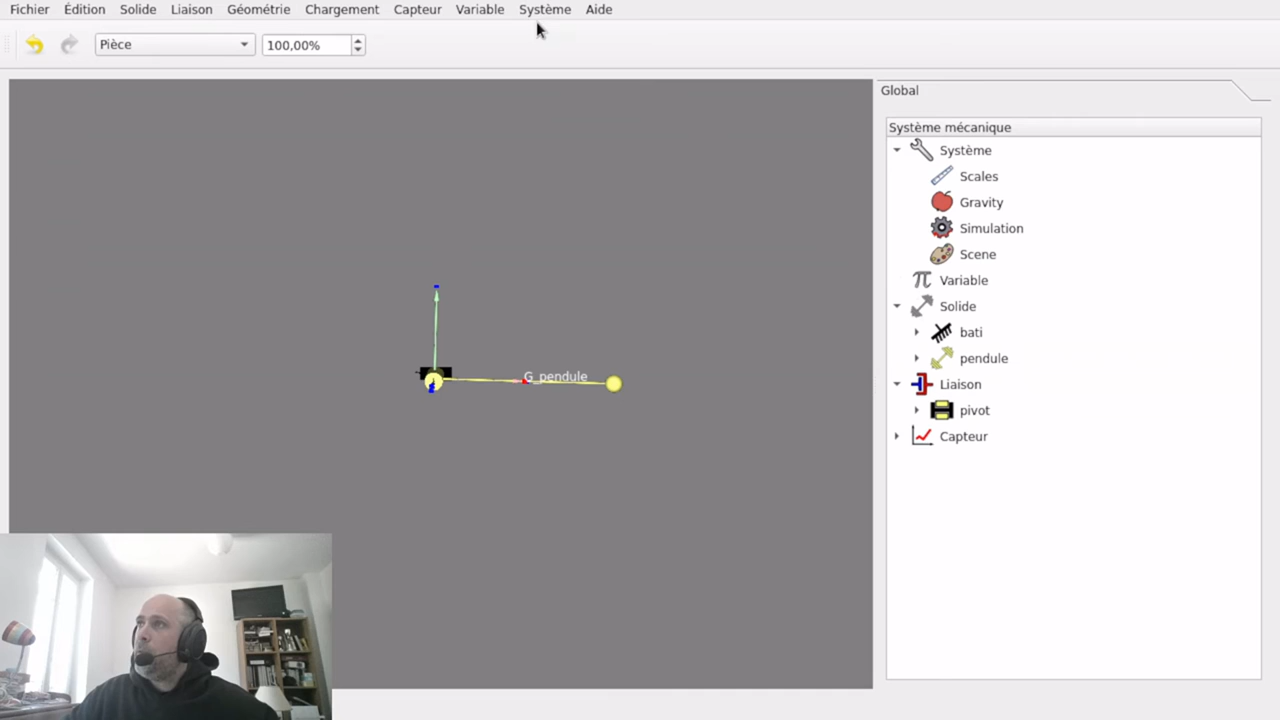 Fichier Édition Solide Liaison Géométrie Chargement Capteur Variable Système Aide
Pièce 100,00%
Global
Système mécanique
Système
Scales
Gravity
Simulation
Scene
Variable
Solide
bati
pendule
Liaison
pivot
Capteur
G_pendule